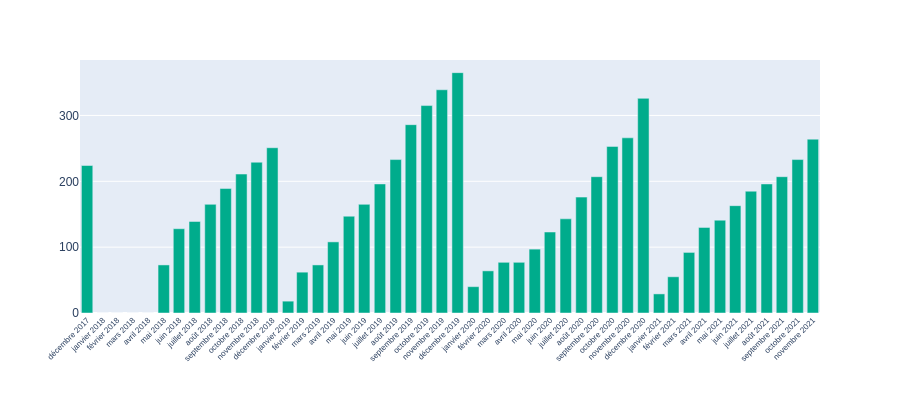 300
200
100
0
décembre 2017
janvier 2018
février 2018
mars 2018
avril 2018
mai 2018
juin 2018
juillet 2018
août 2018
septembre 2018
octobre 2018
novembre 2018
décembre 2018
janvier 2019
février 2019
mars 2019
avril 2019
mai 2019
juin 2019
juillet 2019
août 2019
septembre 2019
octobre 2019
novembre 2019
décembre 2019
janvier 2020
février 2020
mars 2020
avril 2020
mai 2020
juin 2020
juillet 2020
août 2020
septembre 2020
octobre 2020
novembre 2020
décembre 2020
janvier 2021
février 2021
mars 2021
avril 2021
mai 2021
juin 2021
juillet 2021
août 2021
septembre 2021
octobre 2021
novembre 2021